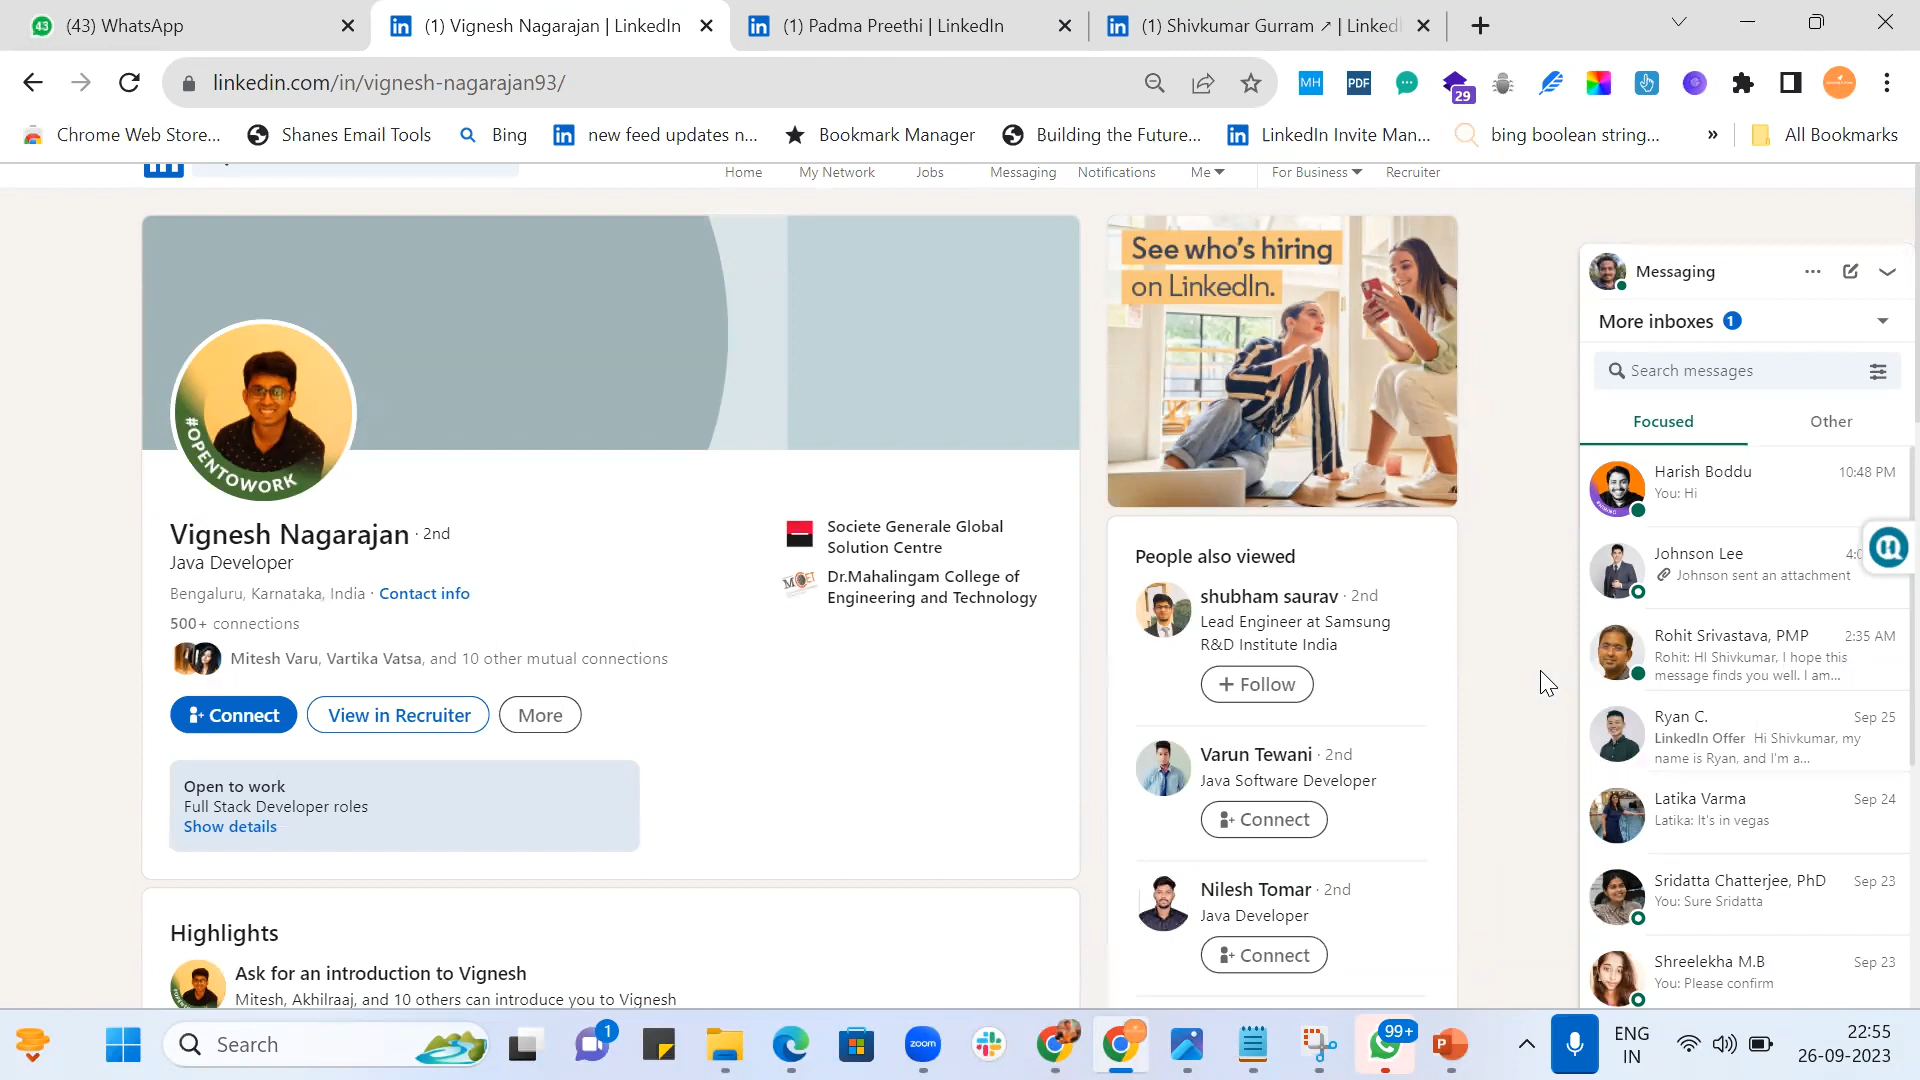 (43) WhatsApp
(1) Vignesh Nagarajan | LinkedIn
(1) Padma Preethi | LinkedIn
(1) Shivkumar Gurram ↗ | Linked
linkedin.com/in/vignesh-nagarajan93/
MH
PDF
29
Chrome Web Store...
Shanes Email Tools
Bing
new feed updates n...
Bookmark Manager
Building the Future...
LinkedIn Invite Man...
bing boolean string...
»
All Bookmarks
Home
My Network
Jobs
Messaging
Notifications
Me
For Business
Recruiter
#OPENTOWORK
Vignesh Nagarajan · 2nd
Java Developer
Bengaluru, Karnataka, India · Contact info
500+ connections
Mitesh Varu, Vartika Vatsa, and 10 other mutual connections
Connect
View in Recruiter
More
Societe Generale Global
Solution Centre
Dr.Mahalingam College of
Engineering and Technology
Open to work
Full Stack Developer roles
Show details
Highlights
Ask for an introduction to Vignesh
Mitesh, Akhilraaj, and 10 others can introduce you to Vignesh
See who's hiring
on LinkedIn.
People also viewed
shubham saurav · 2nd
Lead Engineer at Samsung
R&D Institute India
+ Follow
Varun Tewani · 2nd
Java Software Developer
Connect
Nilesh Tomar · 2nd
Java Developer
Connect
Messaging
More inboxes 1
Search messages
Focused
Other
Harish Boddu 10:48 PM
You: Hi
Johnson Lee
Johnson sent an attachment
Rohit Srivastava, PMP 2:35 AM
Rohit: HI Shivkumar, I hope this
message finds you well. I am...
Ryan C. Sep 25
LinkedIn Offer Hi Shivkumar, my
name is Ryan, and I'm a...
Latika Varma Sep 24
Latika: It's in vegas
Sridatta Chatterjee, PhD Sep 23
You: Sure Sridatta
Shreelekha M.B Sep 23
You: Please confirm
Search
1
zoom
99+
ENG
IN
22:55
26-09-2023